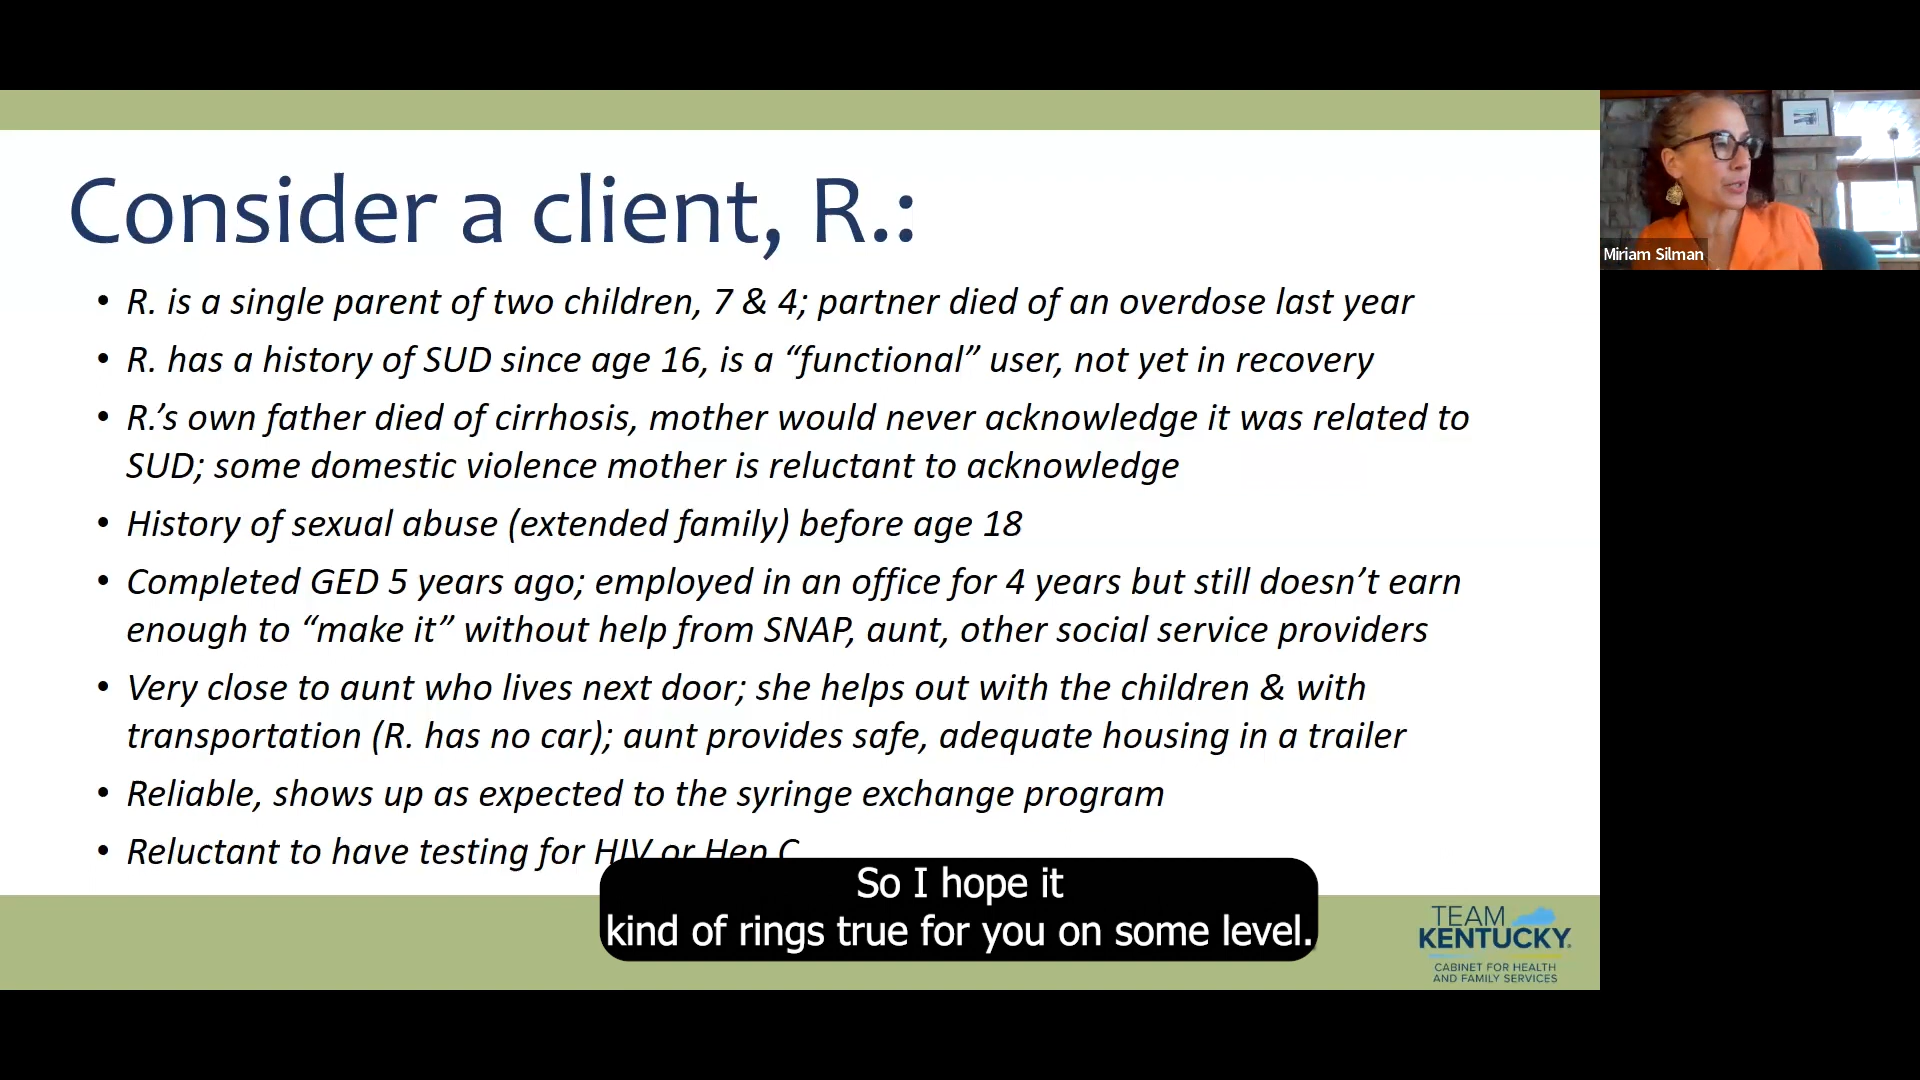 Consider a client, R.:
• R. is a single parent of two children, 7 & 4; partner died of an overdose last year
• R. has a history of SUD since age 16, is a “functional” user, not yet in recovery
• R.’s own father died of cirrhosis, mother would never acknowledge it was related to
SUD; some domestic violence mother is reluctant to acknowledge
• History of sexual abuse (extended family) before age 18
• Completed GED 5 years ago; employed in an office for 4 years but still doesn’t earn
enough to “make it” without help from SNAP, aunt, other social service providers
• Very close to aunt who lives next door; she helps out with the children & with
transportation (R. has no car); aunt provides safe, adequate housing in a trailer
• Reliable, shows up as expected to the syringe exchange program
• Reluctant to have testing for HIV or Hep C
So I hope it
kind of rings true for you on some level.
TEAM
KENTUCKY
CABINET FOR HEALTH
AND FAMILY SERVICES
Miriam Silman